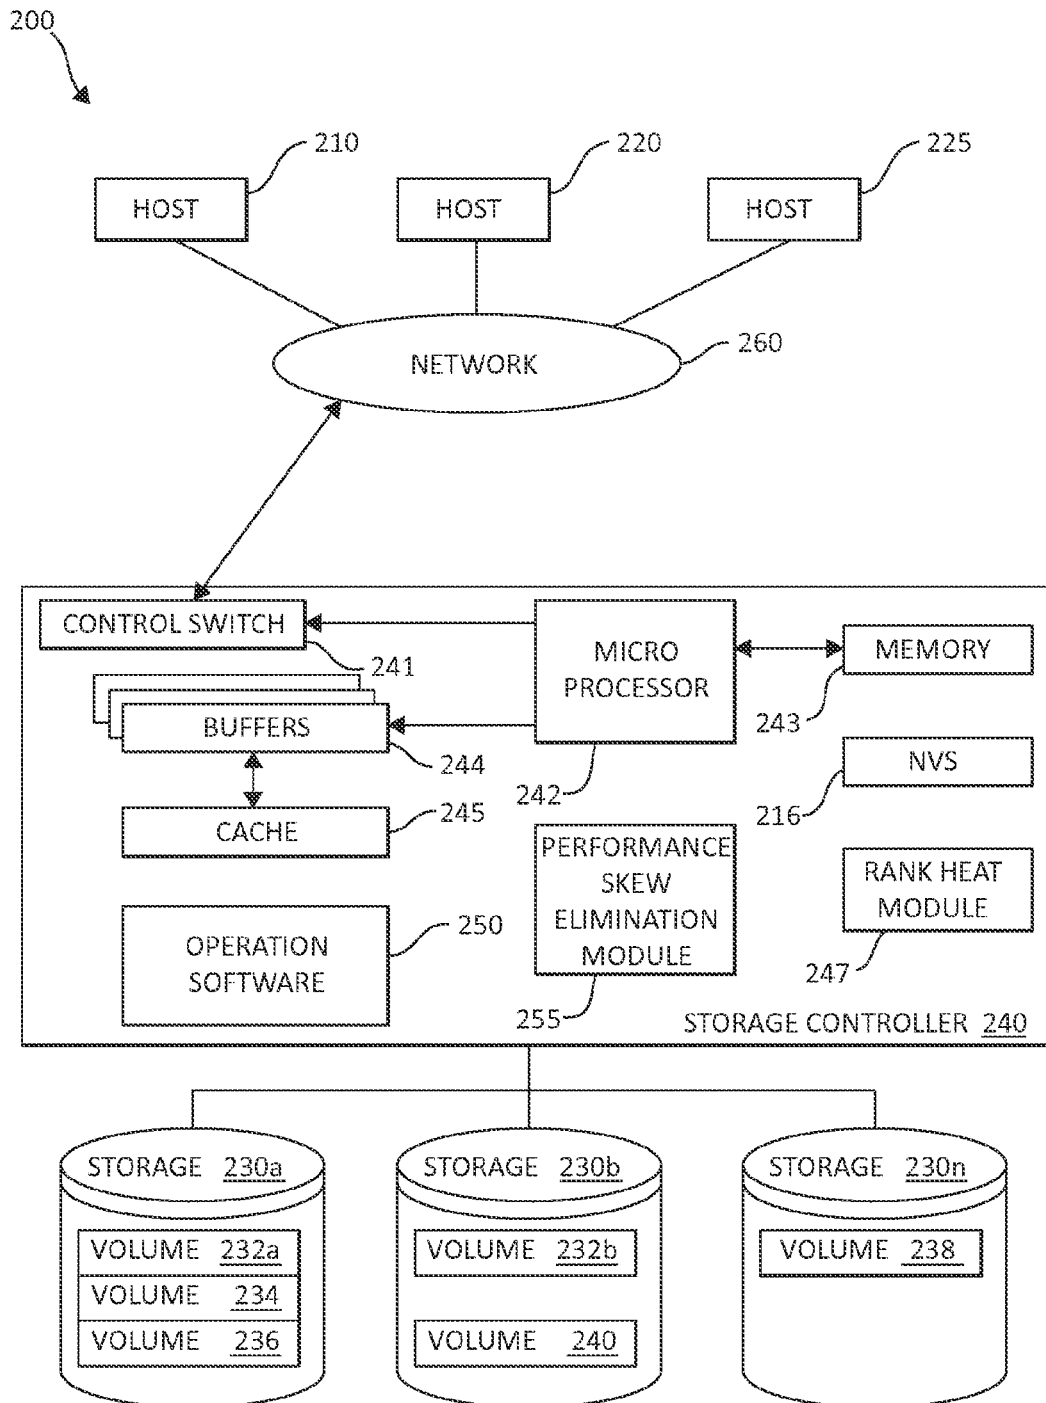 200
210
220
225
HOST
HOST
HOST
NETWORK
260
CONTROL SWITCH
241
MICRO
PROCESSOR
242
MEMORY
243
BUFFERS
244
NVS
216
CACHE
245
PERFORMANCE
SKEW
ELIMINATION
MODULE
255
RANK HEAT
MODULE
247
OPERATION
SOFTWARE
250
STORAGE CONTROLLER 240
STORAGE 230a
VOLUME 232a
VOLUME 234
VOLUME 236
STORAGE 230b
VOLUME 232b
VOLUME 240
STORAGE 230n
VOLUME 238